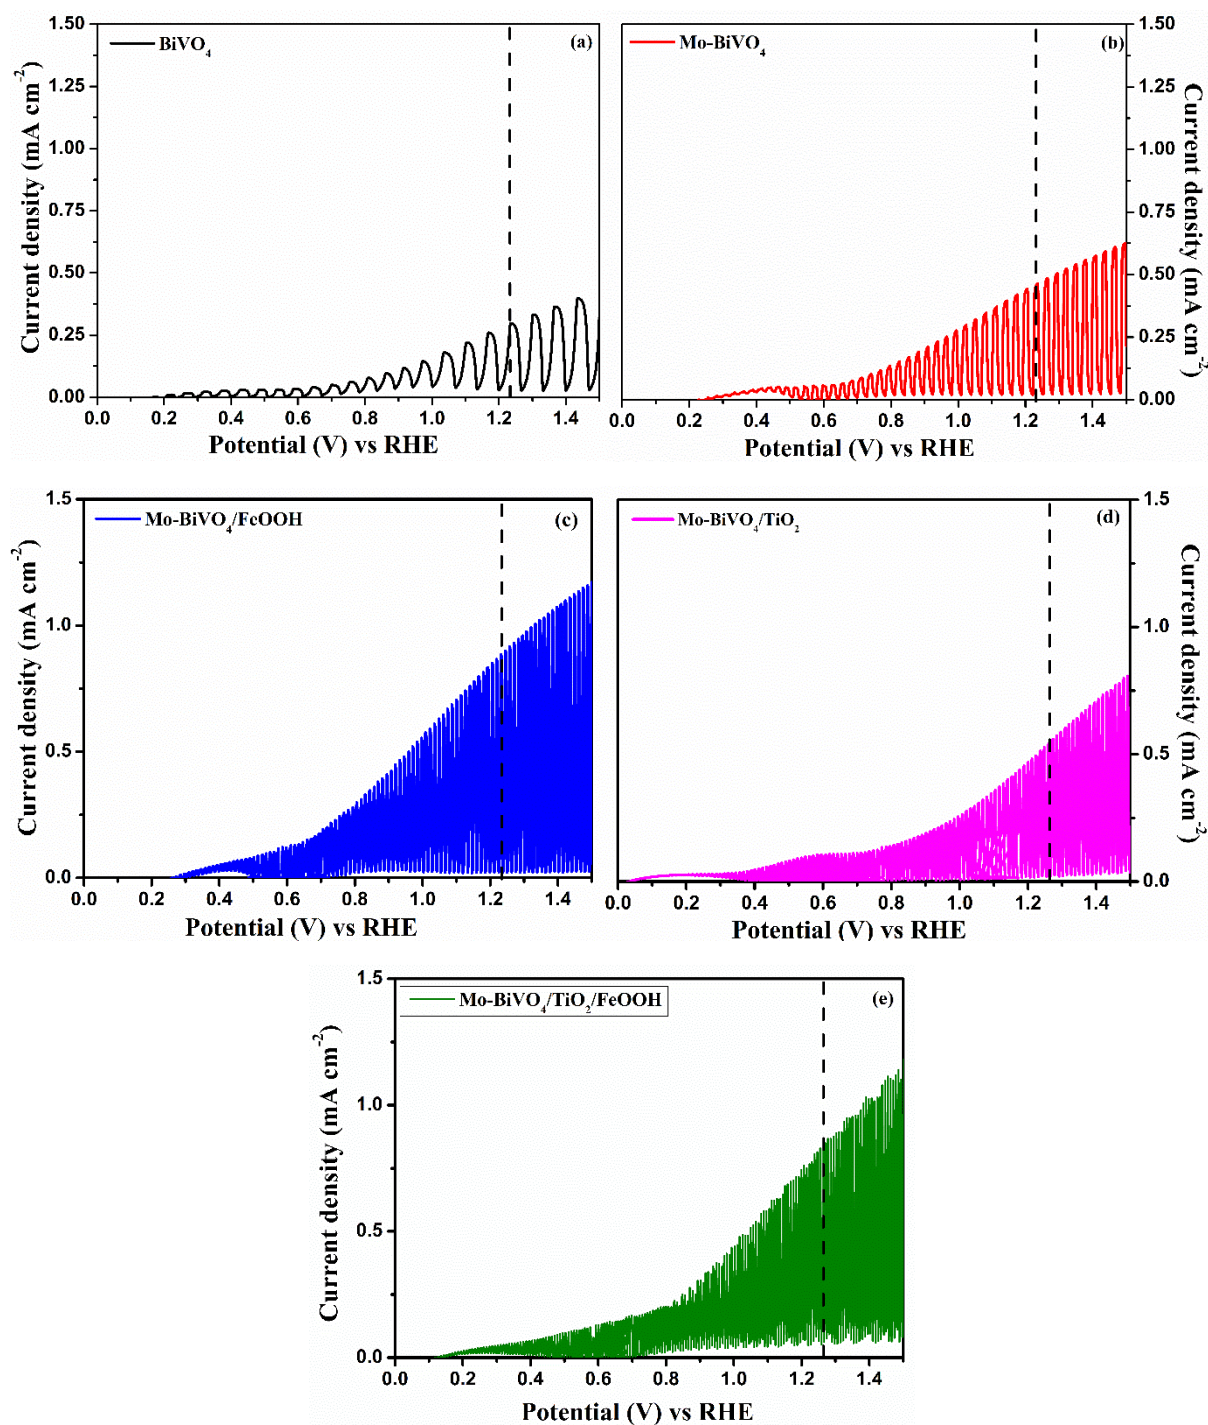 BiVO4
(a)
1.50
1.25
1.00
0.75
0.50
0.25
0.00
Current density (mA cm-2)
0.0 0.2 0.4 0.6 0.8 1.0 1.2 1.4
Potential (V) vs RHE
Mo-BiVO4
(b)
1.50
1.25
1.00
0.75
0.50
0.25
0.00
Current density (mA cm-2)
0.0 0.2 0.4 0.6 0.8 1.0 1.2 1.4
Potential (V) vs RHE
Mo-BiVO4/FeOOH
(c)
1.5
1.0
0.5
0.0
Current density (mA cm-2)
0.0 0.2 0.4 0.6 0.8 1.0 1.2 1.4
Potential (V) vs RHE
Mo-BiVO4/TiO2
(d)
1.5
1.0
0.5
0.0
Current density (mA cm-2)
0.0 0.2 0.4 0.6 0.8 1.0 1.2 1.4
Potential (V) vs RHE
Mo-BiVO4/TiO2/FeOOH
(e)
1.5
1.0
0.5
0.0
Current density (mA cm-2)
0.0 0.2 0.4 0.6 0.8 1.0 1.2 1.4
Potential (V) vs RHE